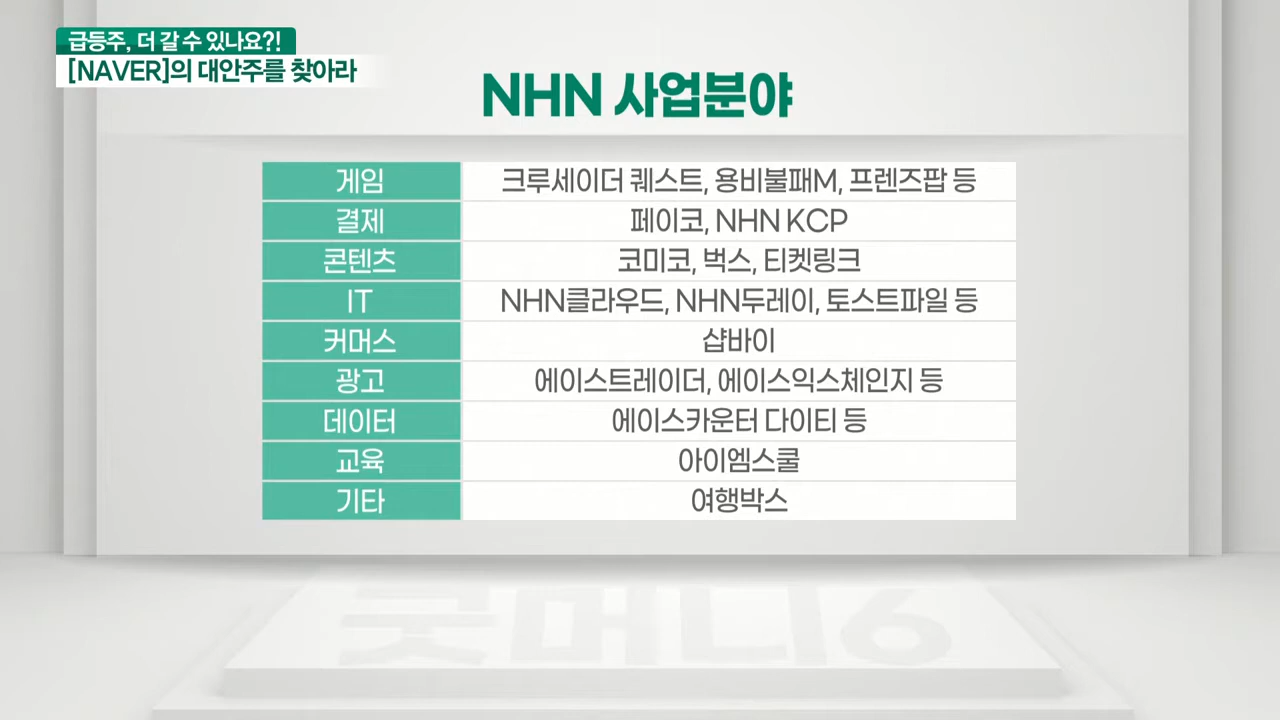 급등주, 더 갈 수 있나요?!
[NAVER]의 대안주를 찾아라
NHN 사업분야
게임 크루세이더 퀘스트, 용비불패M, 프렌즈팝 등
결제 페이코, NHN KCP
콘텐츠 코미코, 벅스, 티켓링크
IT NHN클라우드, NHN두레이, 토스트파일 등
커머스 샵바이
광고 에이스트레이더, 에이스익스체인지 등
데이터 에이스카운터 다이티 등
교육 아이엠스쿨
기타 여행박스
굿머니6